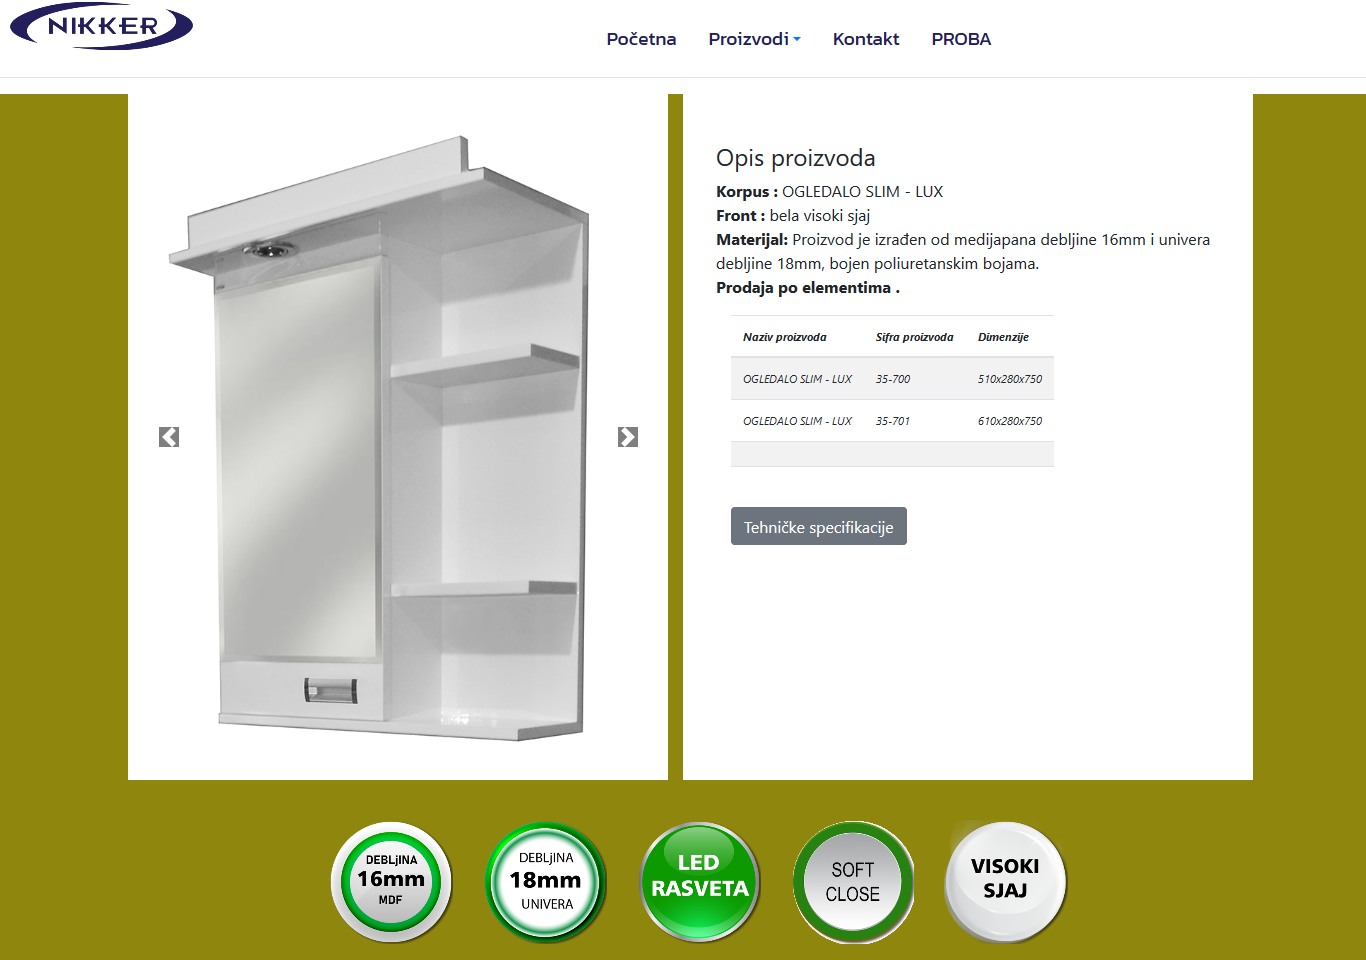 NIKKER
Početna
Proizvodi
Kontakt
PROBA
Opis proizvoda
Korpus : OGLEDALO SLIM - LUX
Front : bela visoki sjaj
Materijal: Proizvod je izrađen od medijapana debljine 16mm i univera
debljine 18mm, bojen poliuretanskim bojama.
Prodaja po elementima .
Naziv proizvoda Sifra proizvoda Dimenzije
OGLEDALO SLIM - LUX 35-700 510x280x750
OGLEDALO SLIM - LUX 35-701 610x280x750
Tehničke specifikacije
DEBLjINA
16mm
MDF
DEBLjINA
18mm
UNIVERA
LED
RASVETA
SOFT
CLOSE
VISOKI
SJAJ